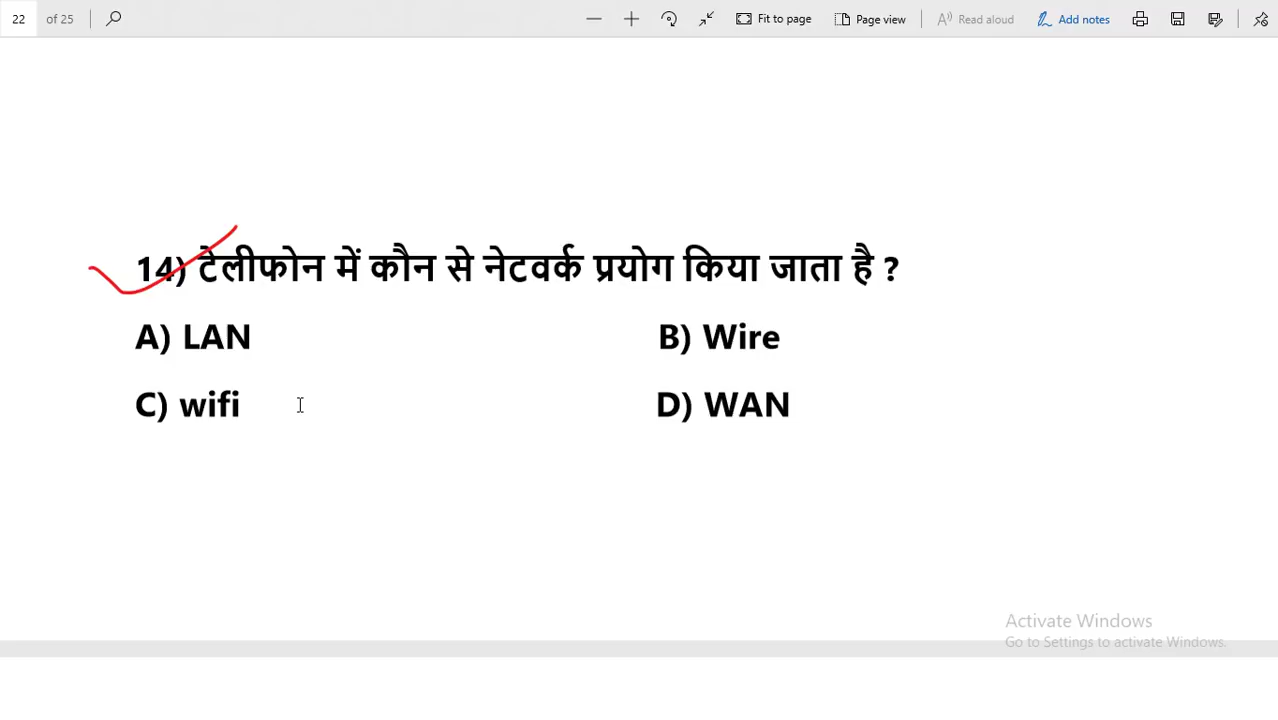 22 of 25 Fit to page Page view Read aloud Add notes
14) टेलीफोन में कौन से नेटवर्क प्रयोग किया जाता है ?
A) LAN B) Wire
C) wifi D) WAN
Activate Windows
Go to Settings to activate Windows.